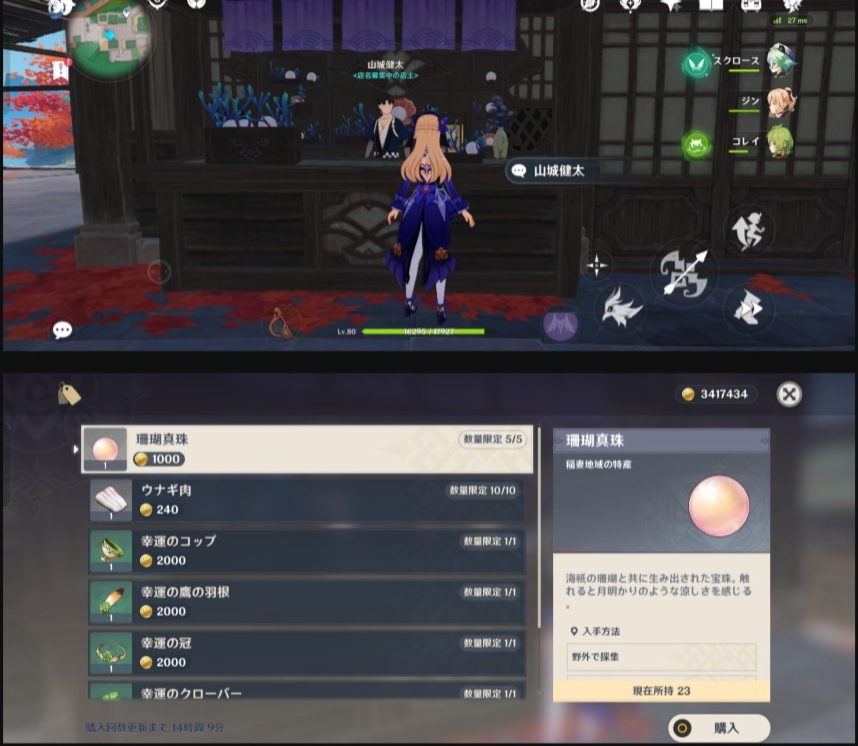 27 ms
山城健太
<店名募集中の店主>
スクロース
ジン
コレイ
山城健太
Lv.80
16295 / 17927
3417434
珊瑚真珠
数量限定 5/5
1
1000
ウナギ肉
数量限定 10/10
1
240
幸運のコップ
数量限定 1/1
1
2000
幸運の鷹の羽根
数量限定 1/1
1
2000
幸運の冠
数量限定 1/1
1
2000
幸運のクローバー
数量限定 1/1
購入回数更新まで 14時間 9分
珊瑚真珠
稲妻地域の特産
海祇の珊瑚と共に生み出された宝珠。触
れると月明かりのような涼しさを感じる
。
入手方法
野外で採集
現在所持 23
購入